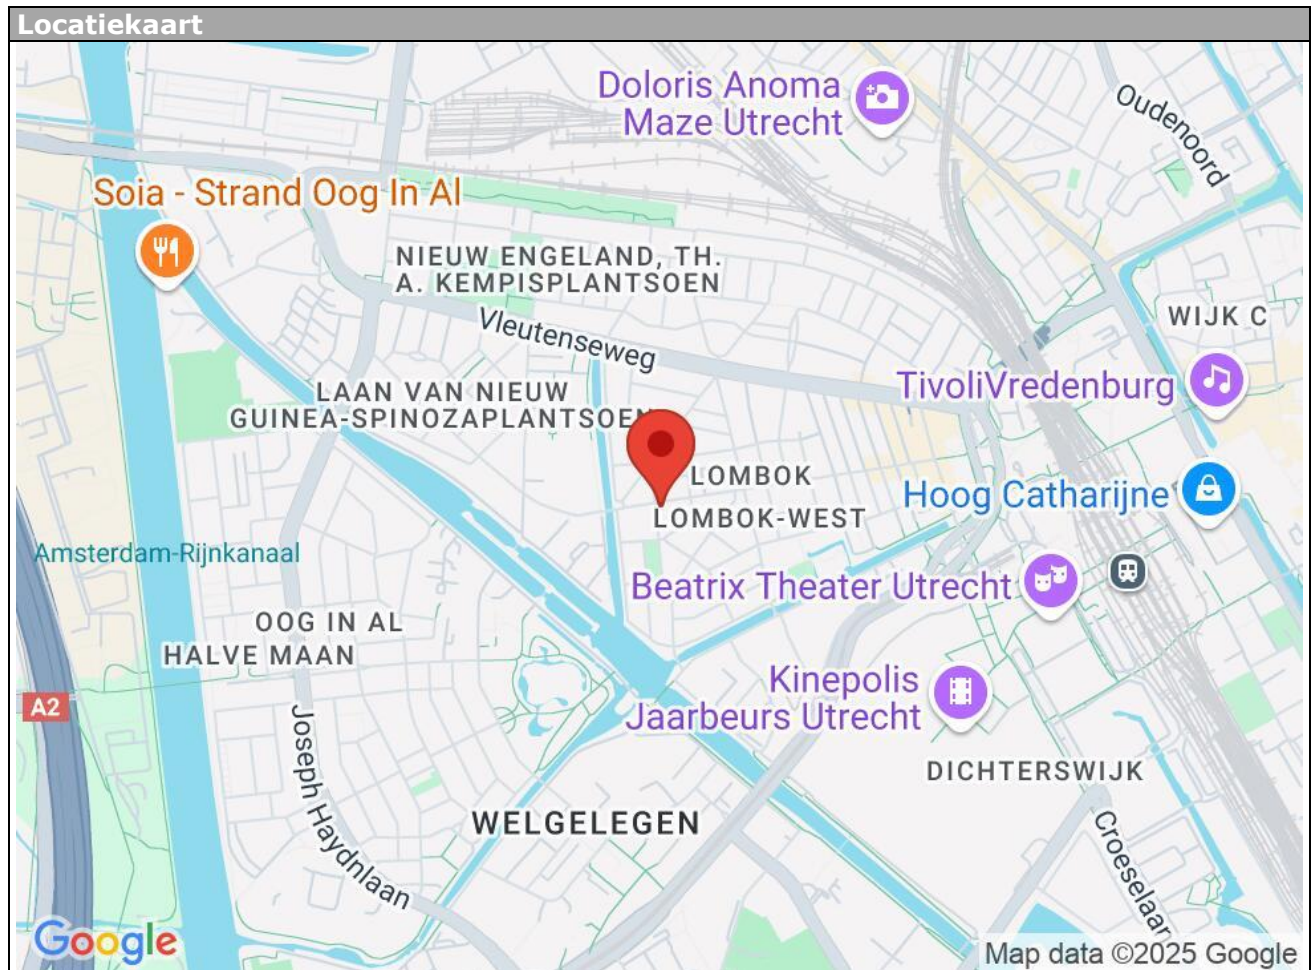 Locatiekaart
Doloris Anoma
Maze Utrecht
Oudenoord
Soia - Strand Oog In Al
NIEUW ENGELAND, TH.
A. KEMPISPLANTSOEN
WIJK C
Vleutenseweg
TivoliVredenburg
LAAN VAN NIEUW
GUINEA-SPINOZAPLANTSOEN
LOMBOK
Hoog Catharijne
LOMBOK-WEST
Amsterdam-Rijnkanaal
Beatrix Theater Utrecht
OOG IN AL
HALVE MAAN
Kinepolis
Jaarbeurs Utrecht
A2
Joseph Haydnlaan
DICHTERSWIJK
WELGELEGEN
Croeselaan
Google
Map data ©2025 Google